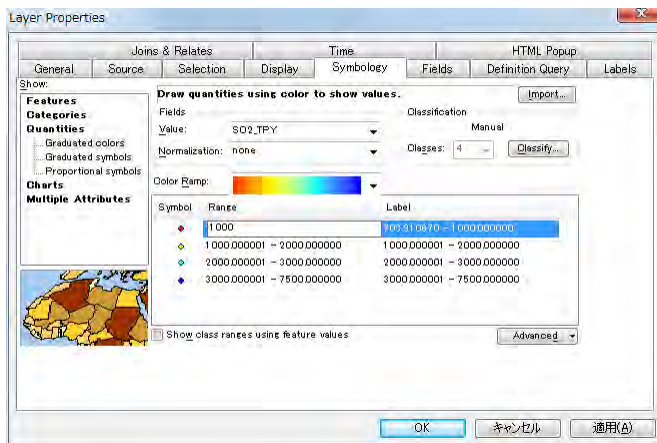 Layer Properties
Joins & Relates Time HTML Popup
General Source Selection Display Symbology Fields Definition Query Labels
Show:
Features
Categories
Quantities
Graduated colors
Graduated symbols
Proportional symbols
Charts
Multiple Attributes
Draw quantities using color to show values. Import...
Fields Classification
Value: SO2_TPY Manual
Normalization: none Classes: 4 Classify...
Color Ramp:
Symbol Range Label
1000 - 1000.000000
1000.000001 - 2000.000000 1000.000001 - 2000.000000
2000.000001 - 3000.000000 2000.000001 - 3000.000000
3000.000001 - 7500.000000 3000.000001 - 7500.000000
Show class ranges using feature values Advanced
OK キャンセル 適用(A)